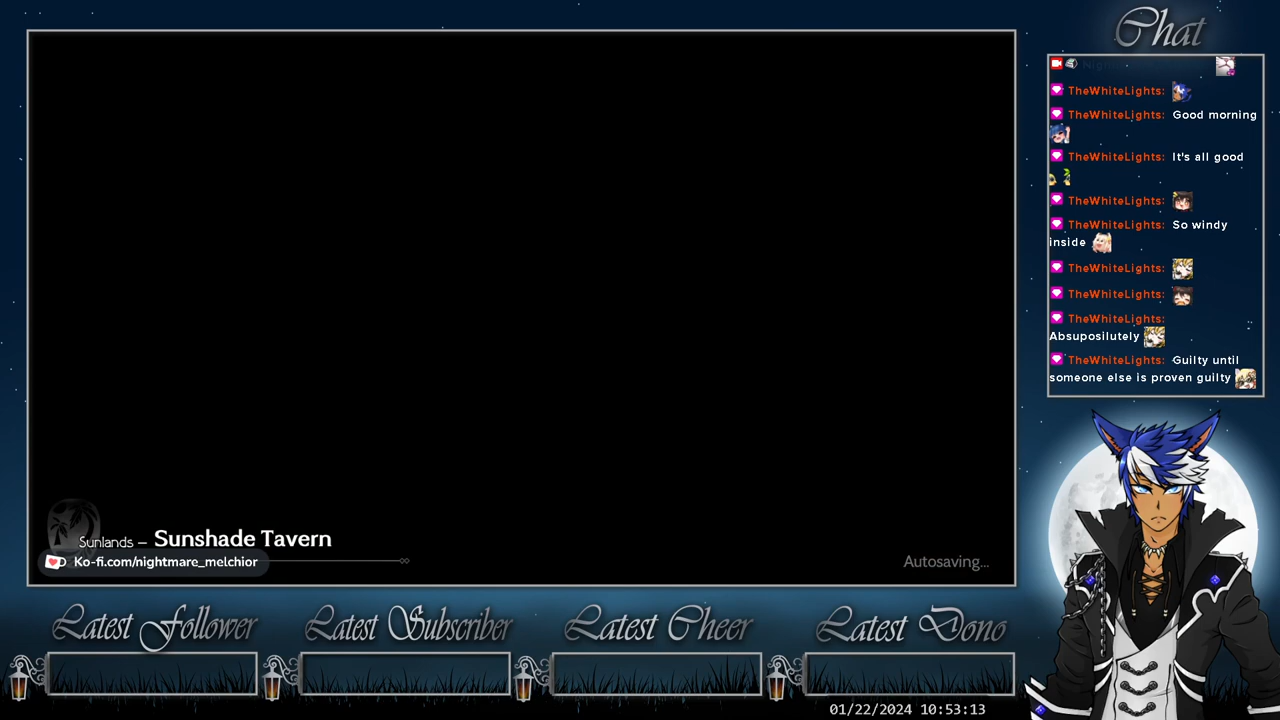 Chat
TheWhiteLights:
TheWhiteLights: Good morning
TheWhiteLights: It's all good
TheWhiteLights:
TheWhiteLights: So windy
inside
TheWhiteLights:
TheWhiteLights:
TheWhiteLights:
Absuposilutely
TheWhiteLights: Guilty until
someone else is proven guilty
Sunlands – Sunshade Tavern
Ko-fi.com/nightmare_melchior
Autosaving...
Latest Follower
Latest Subscriber
Latest Cheer
Latest Dono
01/22/2024 10:53:13